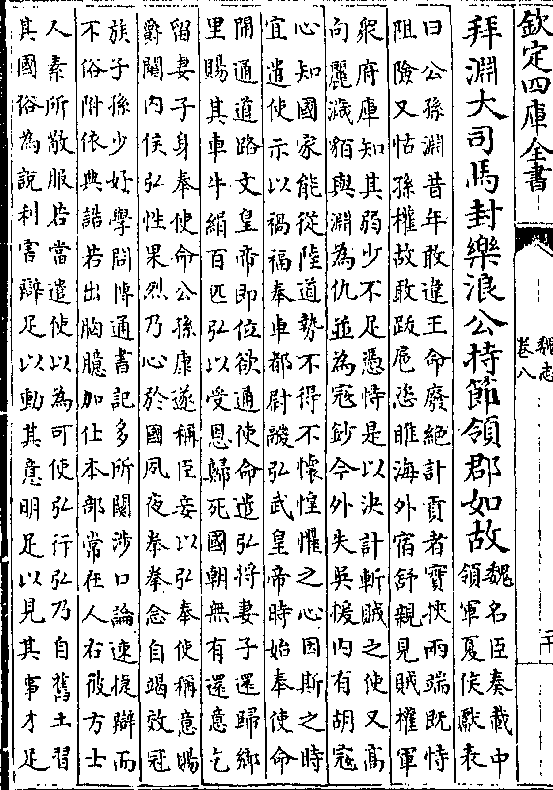 欽定四庫全書
魏志
卷八
拜淵大司馬封樂浪公持節領郡如故
魏名臣奏載中
領軍夏侯獻表
曰公孫淵昔年敢違王命廢絕計貢者實挾兩端既恃
阻險又怙孫權故敢跋扈恣睢海外宿舒親見賊權軍
衆府庫知其弱少不足憑恃是以決計斬賊之使又高
句麗濊貊與淵為仇並為寇鈔今外失吳援內有胡寇
心知國家能從陸道勢不得不懷惶懼之心因斯之時
宜遣使示以禍福奉車都尉鬷弘武皇帝時始奉使命
開通道路文皇帝即位欲通使命遣弘將妻子還歸鄉
里賜其車牛絹百匹弘以受恩歸死國朝無有還意乞
留妻子身奉使命公孫康遂稱臣妾以弘奉使稱意賜
爵關內侯弘性果烈乃心於國夙夜拳拳念自竭效冠
族子孫少好學問博通書記多所關涉口論速捷辯而
不俗附依典誥若出胸臆加仕本部常在人右彼方士
人素所敬服若當遣使以為可使弘行弘乃自舊土習
其國俗為說利害辯足以動其意明足以見其事才足